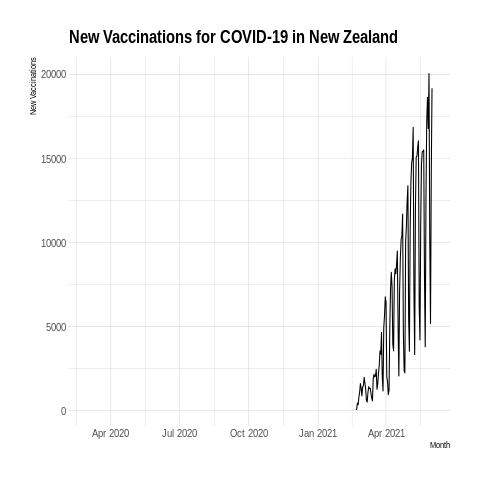 New Vaccinations for COVID-19 in New Zealand
New Vaccinations
20000
15000
10000
5000
0
Apr 2020 Jul 2020 Oct 2020 Jan 2021 Apr 2021
Month